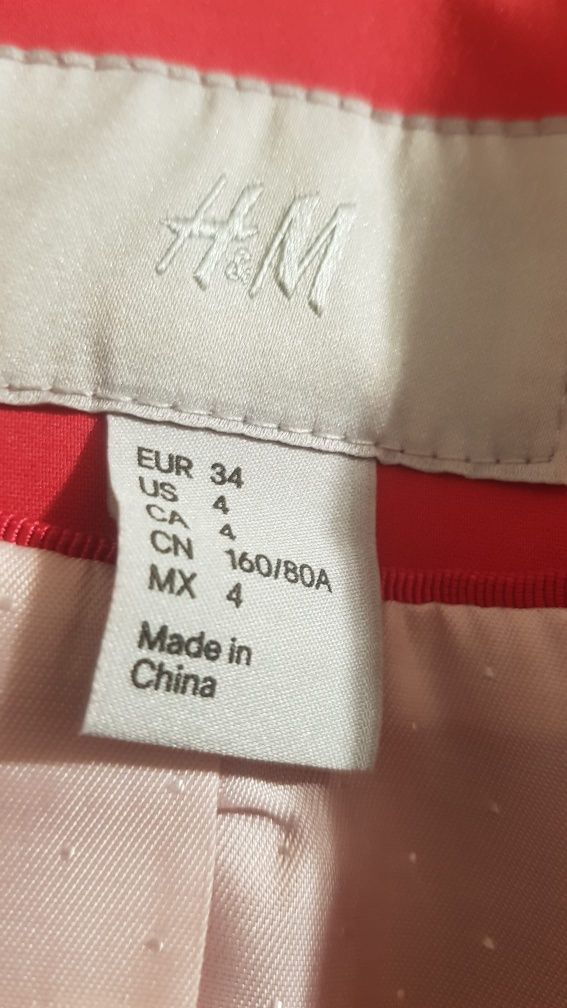 H&M
EUR 34
US 4
CA 4
CN 160/80A
MX 4
Made in
China